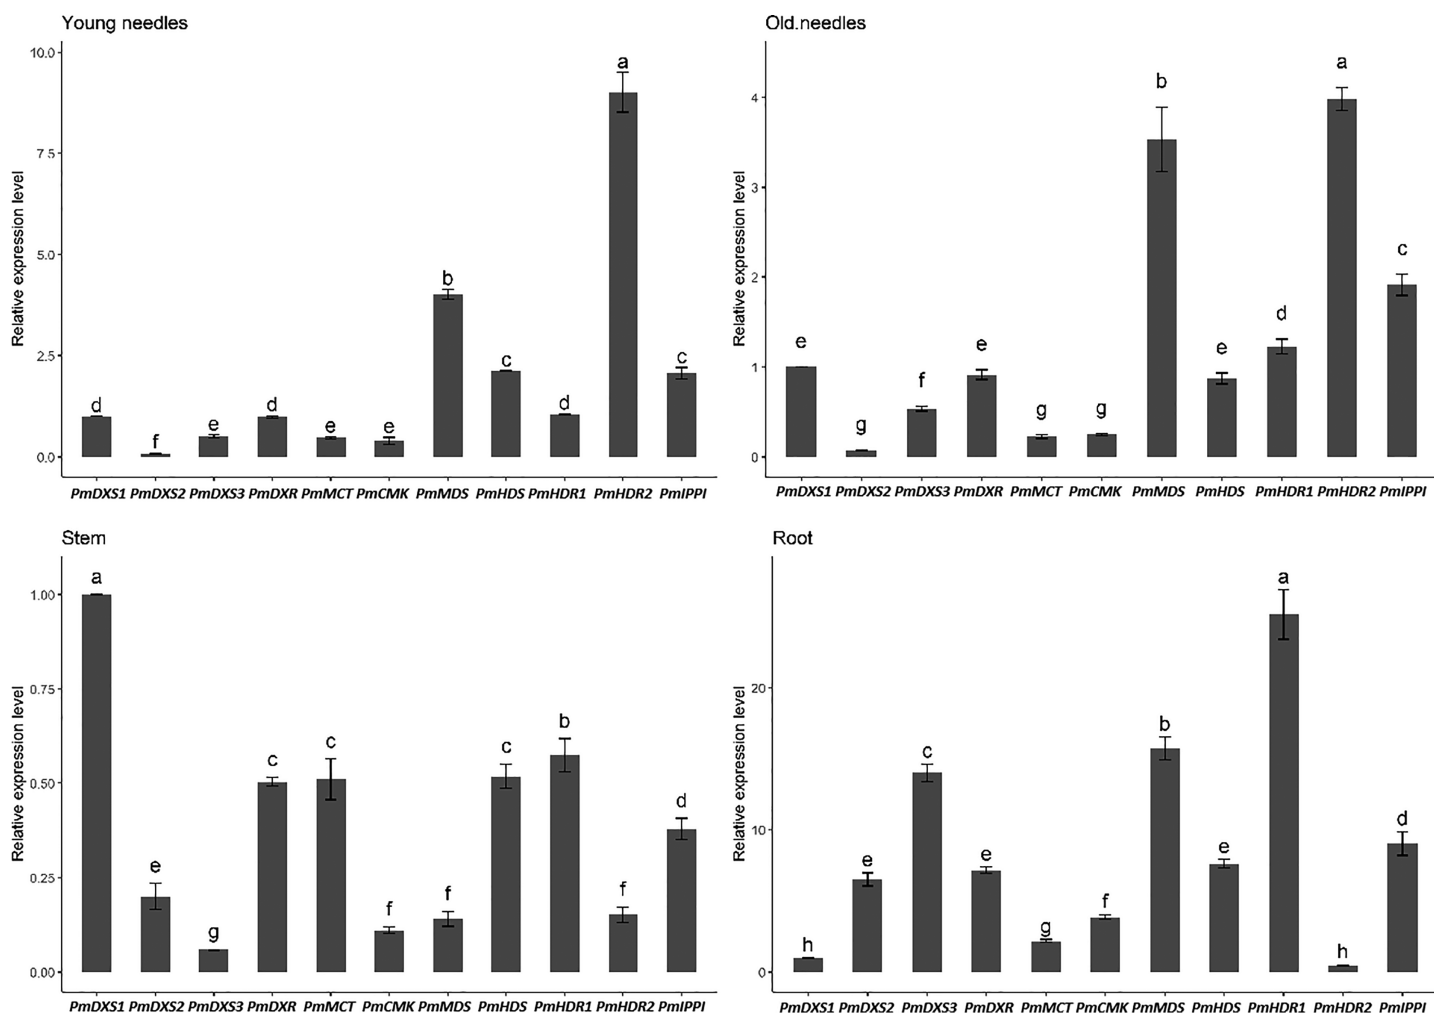 Young needles
Relative expression level
10.0
7.5
5.0
2.5
0.0
d f e d e e b c d a c
PmDXS1 PmDXS2 PmDXS3 PmDXR PmMCT PmCMK PmMDS PmHDS PmHDR1 PmHDR2 PmIPPI
Old.needles
Relative expression level
4
3
2
1
0
e g f e g g b e d a c
PmDXS1 PmDXS2 PmDXS3 PmDXR PmMCT PmCMK PmMDS PmHDS PmHDR1 PmHDR2 PmIPPI
Stem
Relative expression level
1.00
0.75
0.50
0.25
0.00
a e g c c f f c b f d
PmDXS1 PmDXS2 PmDXS3 PmDXR PmMCT PmCMK PmMDS PmHDS PmHDR1 PmHDR2 PmIPPI
Root
Relative expression level
20
10
0
h e c e g f b e a h d
PmDXS1 PmDXS2 PmDXS3 PmDXR PmMCT PmCMK PmMDS PmHDS PmHDR1 PmHDR2 PmIPPI